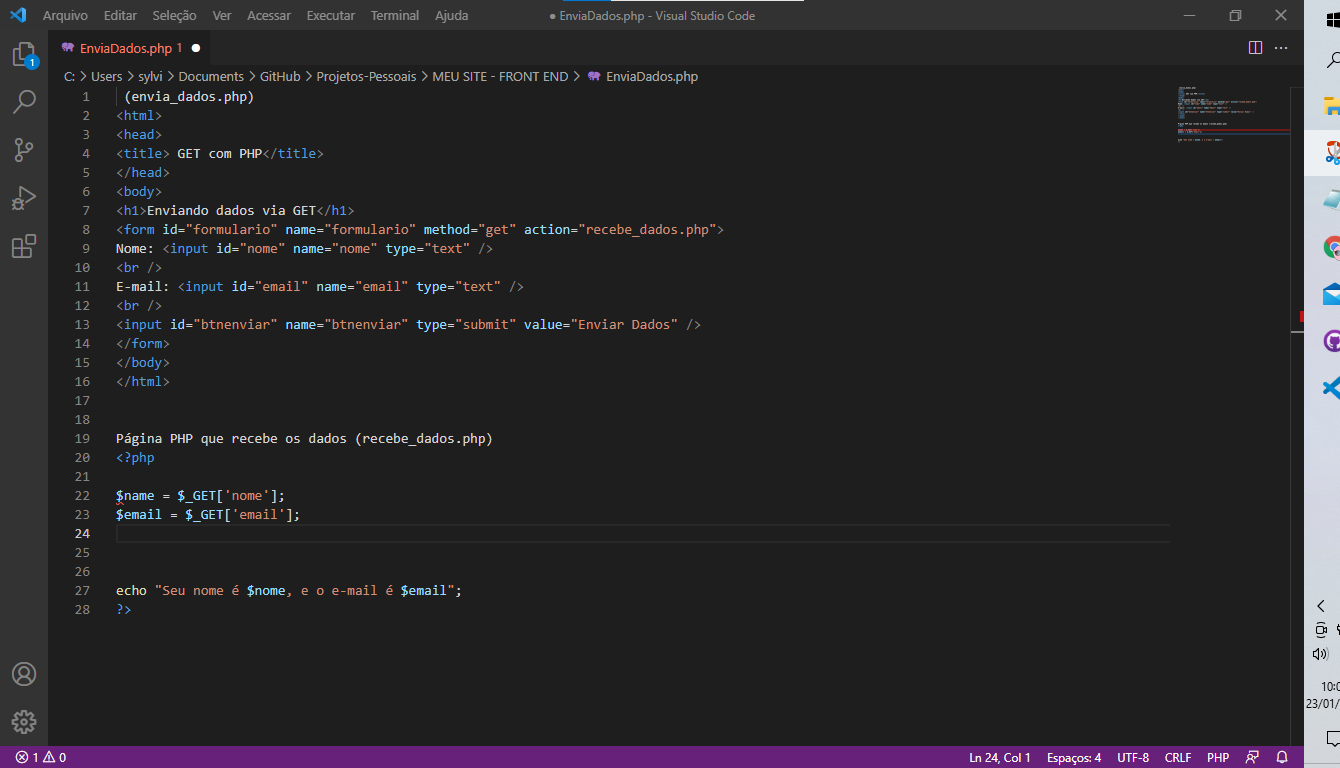 Arquivo Editar Seleção Ver Acessar Executar Terminal Ajuda ● EnviaDados.php - Visual Studio Code
EnviaDados.php 1 ●
C: > Users > sylvi > Documents > GitHub > Projetos-Pessoais > MEU SITE - FRONT END > EnviaDados.php
1 (envia_dados.php)
2 <html>
3 <head>
4 <title> GET com PHP</title>
5 </head>
6 <body>
7 <h1>Enviando dados via GET</h1>
8 <form id="formulario" name="formulario" method="get" action="recebe_dados.php">
9 Nome: <input id="nome" name="nome" type="text" />
10 <br />
11 E-mail: <input id="email" name="email" type="text" />
12 <br />
13 <input id="btnenviar" name="btnenviar" type="submit" value="Enviar Dados" />
14 </form>
15 </body>
16 </html>
17
18
19 Página PHP que recebe os dados (recebe_dados.php)
20 <?php
21
22 $name = $_GET['nome'];
23 $email = $_GET['email'];
24
25
26
27 echo "Seu nome é $nome, e o e-mail é $email";
28 ?>
1
10:0
23/01/
1 0 Ln 24, Col 1 Espaços: 4 UTF-8 CRLF PHP